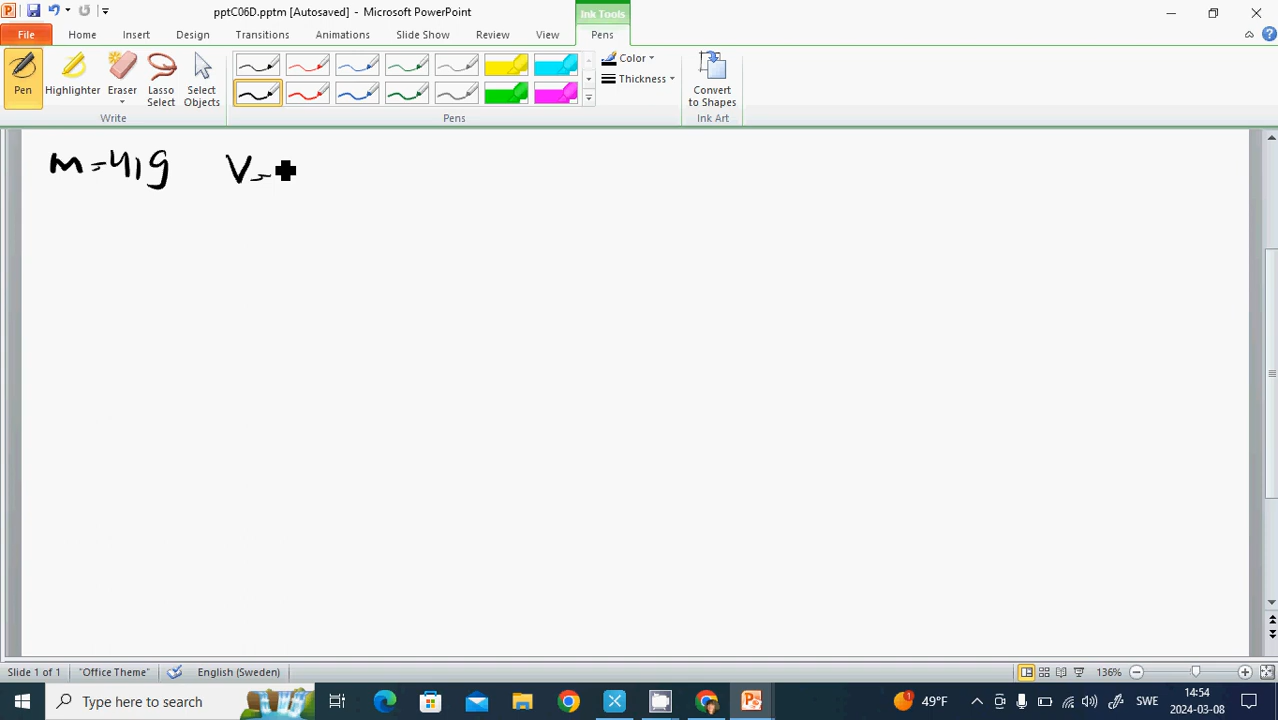 pptC06D.pptm [Autosaved] - Microsoft PowerPoint
Ink Tools
File Home Insert Design Transitions Animations Slide Show Review View Pens
Pen Highlighter Eraser Lasso Select Select Objects
Color Thickness
Convert to Shapes
Write Pens Ink Art
m = 41g V =
Slide 1 of 1 "Office Theme" English (Sweden) 136%
Type here to search 49°F SWE 14:54
2024-03-08